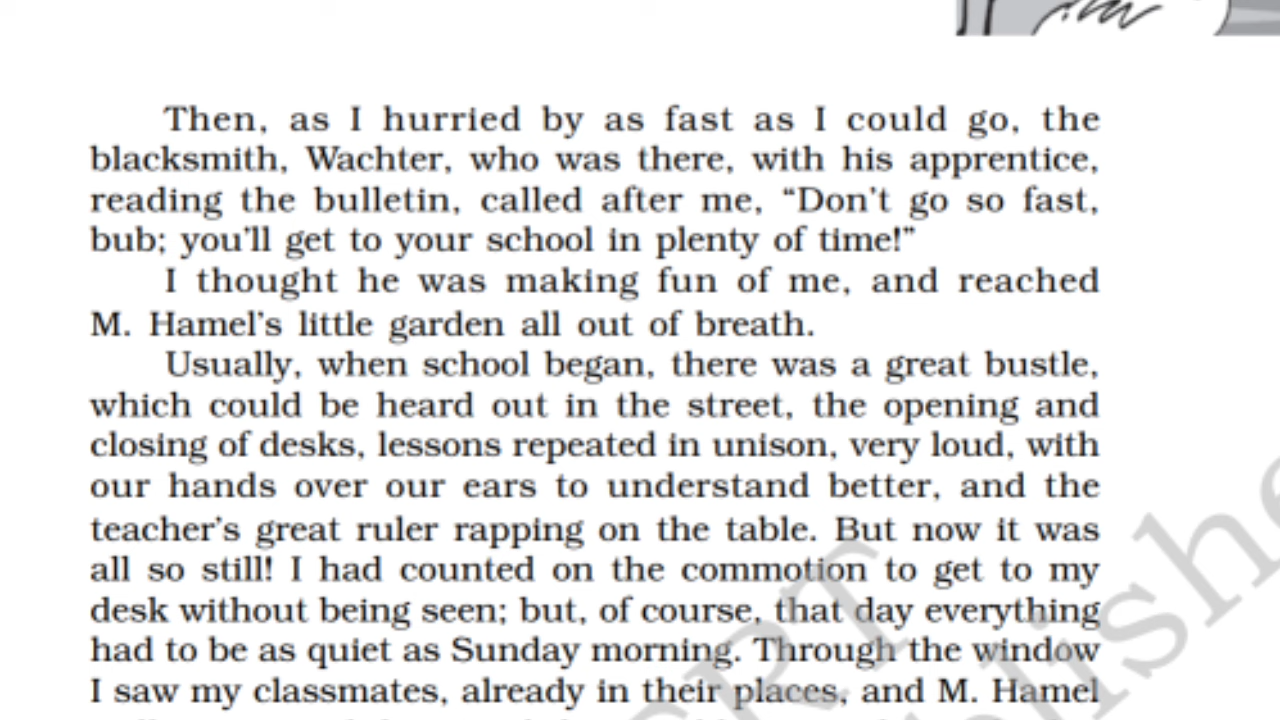 Then, as I hurried by as fast as I could go, the
blacksmith, Wachter, who was there, with his apprentice,
reading the bulletin, called after me, “Don’t go so fast,
bub; you’ll get to your school in plenty of time!”
I thought he was making fun of me, and reached
M. Hamel’s little garden all out of breath.
Usually, when school began, there was a great bustle,
which could be heard out in the street, the opening and
closing of desks, lessons repeated in unison, very loud, with
our hands over our ears to understand better, and the
teacher’s great ruler rapping on the table. But now it was
all so still! I had counted on the commotion to get to my
desk without being seen; but, of course, that day everything
had to be as quiet as Sunday morning. Through the window
I saw my classmates, already in their places, and M. Hamel